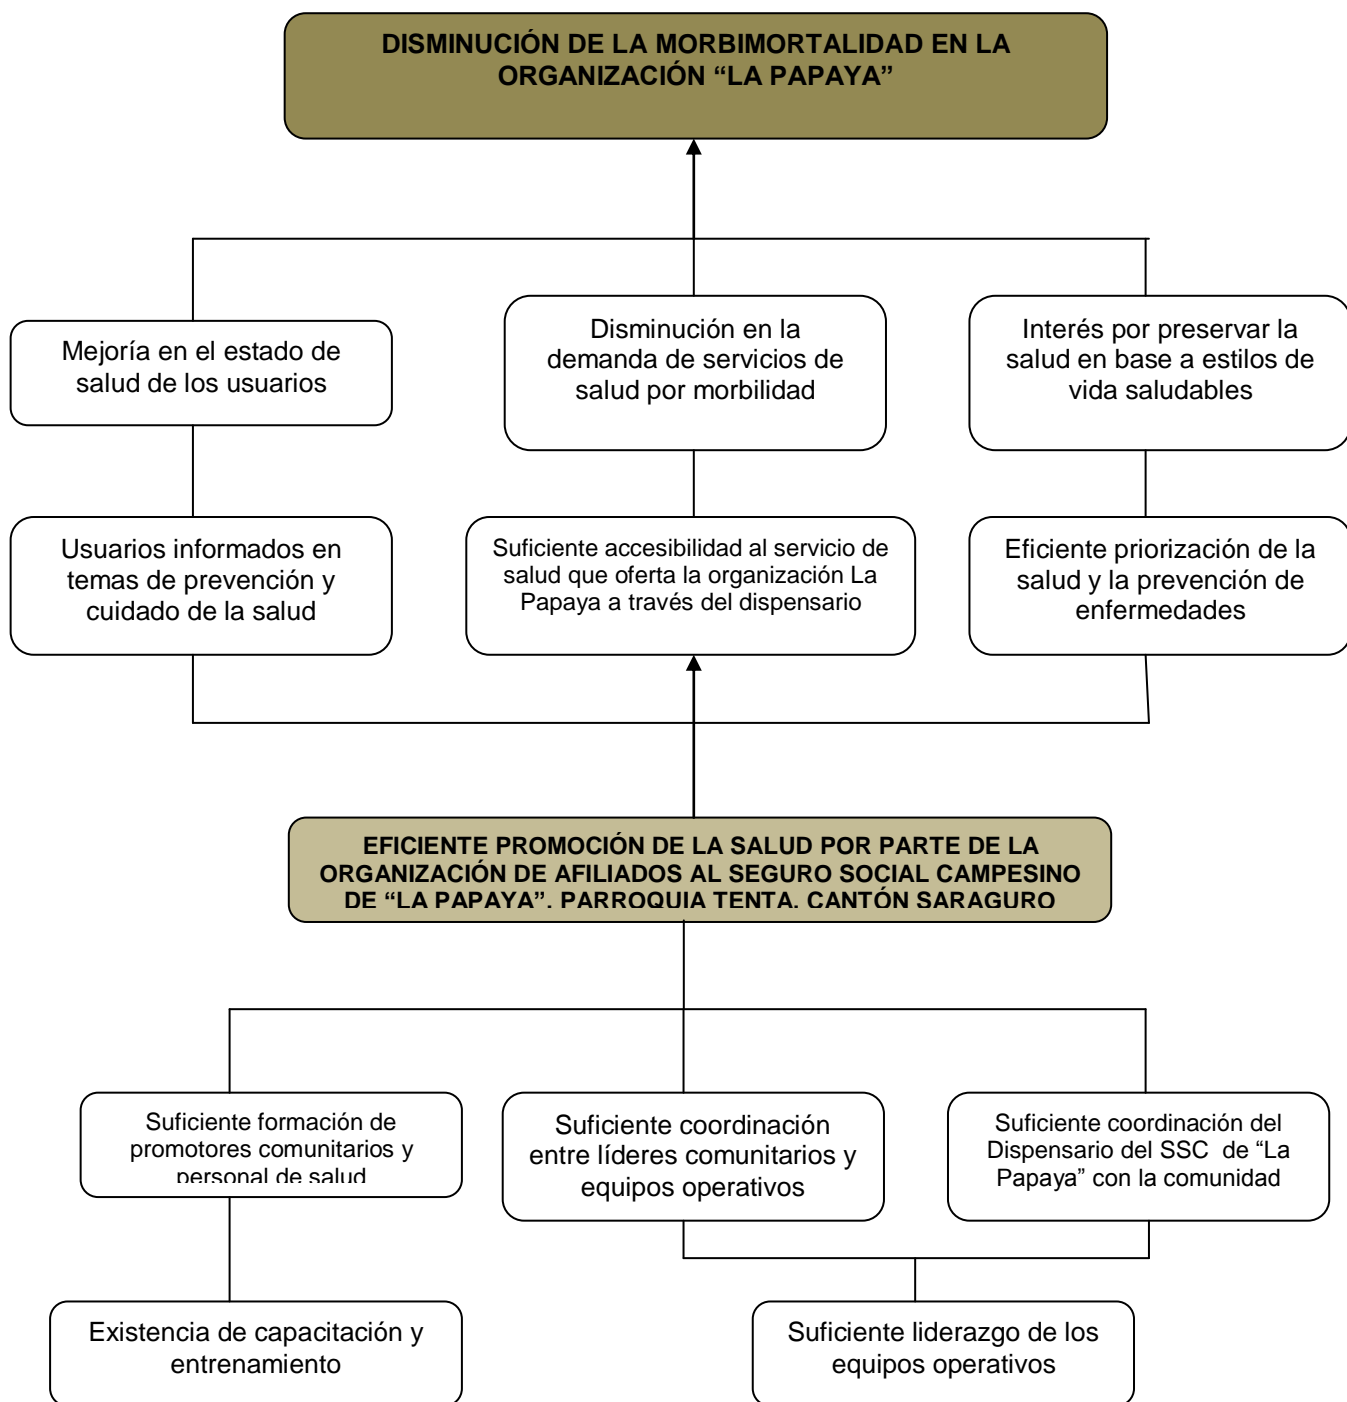 DISMINUCIÓN DE LA MORBIMORTALIDAD EN LA
ORGANIZACIÓN “LA PAPAYA”
Mejoría en el estado de
salud de los usuarios
Disminución en la
demanda de servicios de
salud por morbilidad
Interés por preservar la
salud en base a estilos de
vida saludables
Usuarios informados en
temas de prevención y
cuidado de la salud
Suficiente accesibilidad al servicio de
salud que oferta la organización La
Papaya a través del dispensario
Eficiente priorización de la
salud y la prevención de
enfermedades
EFICIENTE PROMOCIÓN DE LA SALUD POR PARTE DE LA
ORGANIZACIÓN DE AFILIADOS AL SEGURO SOCIAL CAMPESINO
DE “LA PAPAYA”. PARROQUIA TENTA. CANTÓN SARAGURO
Suficiente formación de
promotores comunitarios y
personal de salud
Suficiente coordinación
entre líderes comunitarios y
equipos operativos
Suficiente coordinación del
Dispensario del SSC de “La
Papaya” con la comunidad
Existencia de capacitación y
entrenamiento
Suficiente liderazgo de los
equipos operativos